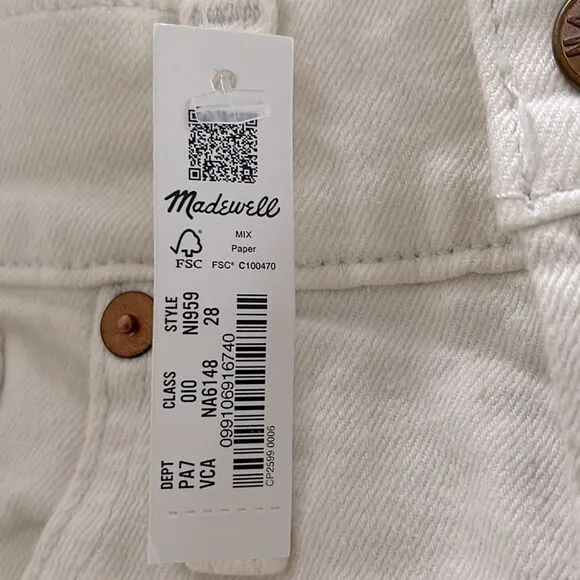 Madewell
MIX
Paper
FSC
FSC® C100470
DEPT CLASS STYLE
PA7 010 NI959
VCA NA6148 28
099106916740
CP2599 0006